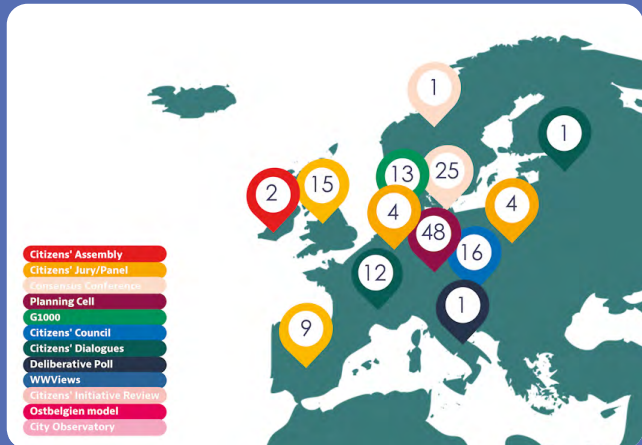 1
1
25
13
15
2
4
4
48
16
12
1
9
Citizens' Assembly
Citizens' Jury/Panel
Consensus Conference
Planning Cell
G1000
Citizens' Council
Citizens' Dialogues
Deliberative Poll
WWViews
Citizens' Initiative Review
Ostbelgien model
City Observatory